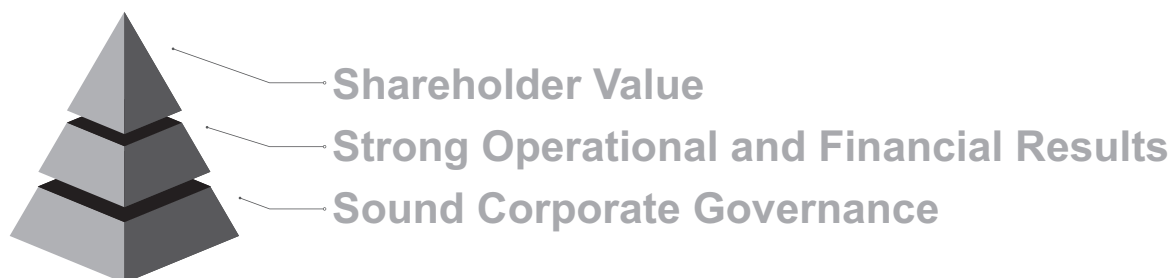 Shareholder Value
Strong Operational and Financial Results
Sound Corporate Governance